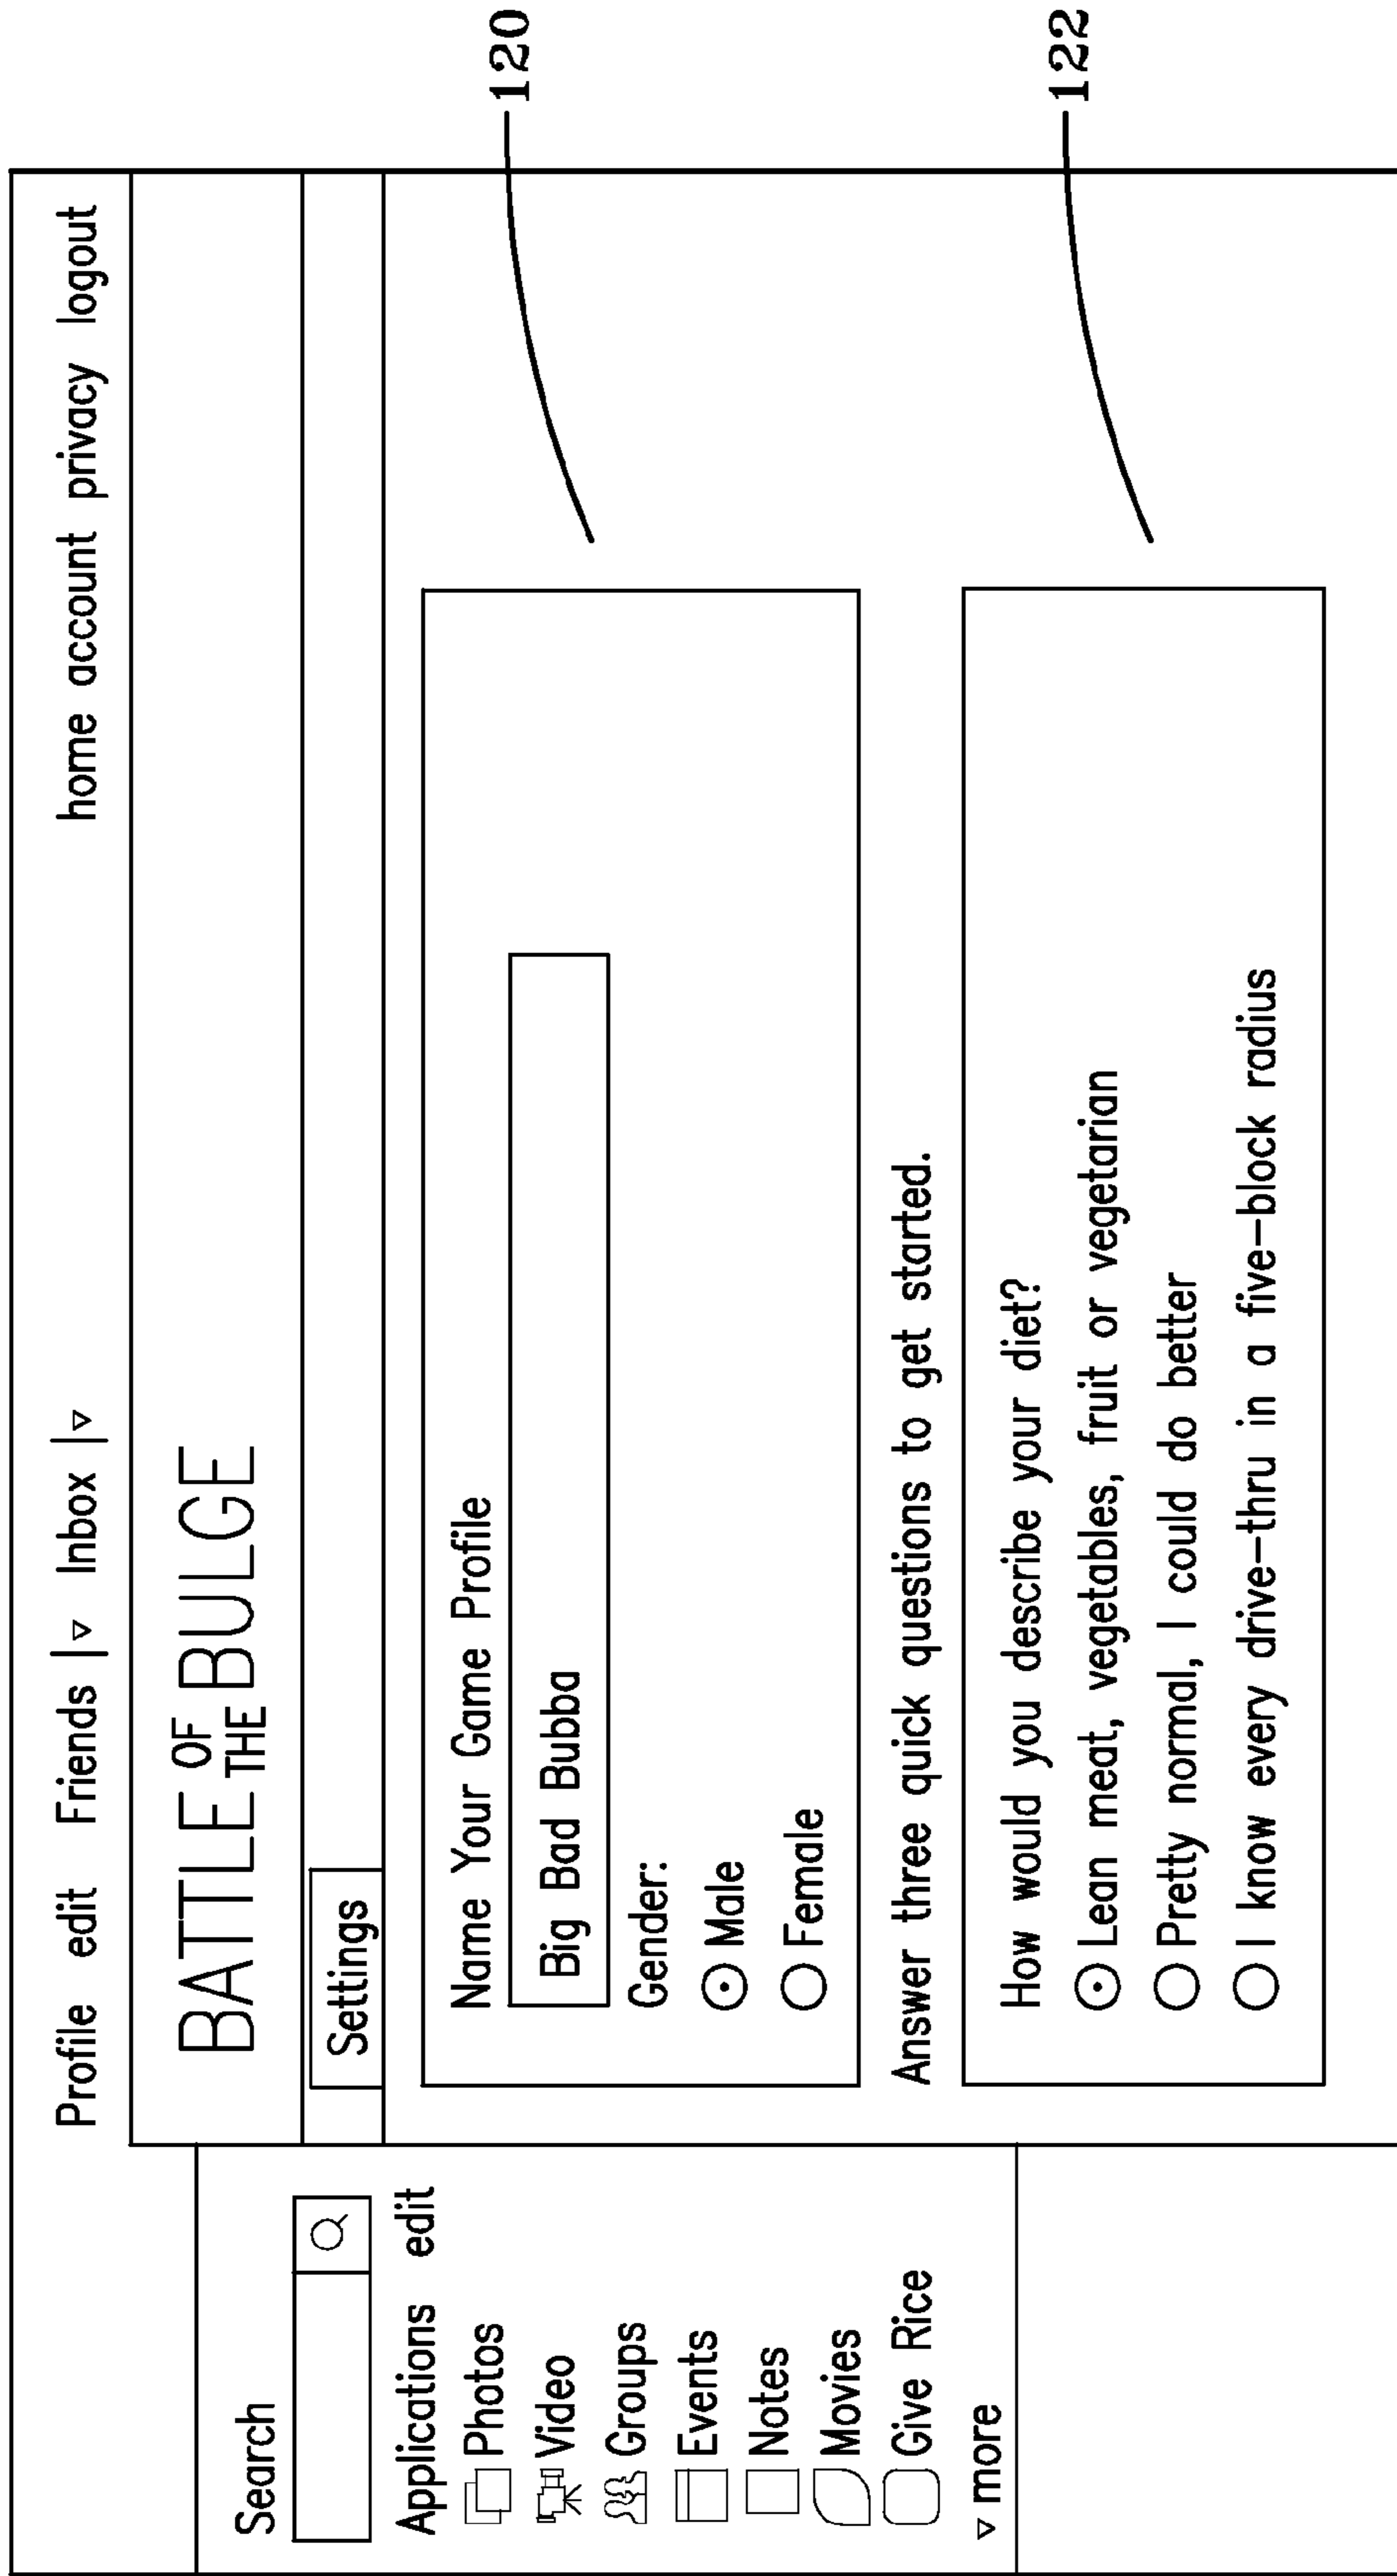 Profile edit Friends |▿ Inbox |▿ home account privacy logout
Search
Applications edit
Photos
Video
Groups
Events
Notes
Movies
Give Rice
▿ more
BATTLE OF THE BULGE
Settings
Name Your Game Profile
Big Bad Bubba
Gender:
Male
Female
120
Answer three quick questions to get started.
How would you describe your diet?
Lean meat, vegetables, fruit or vegetarian
Pretty normal, I could do better
I know every drive-thru in a five-block radius
122